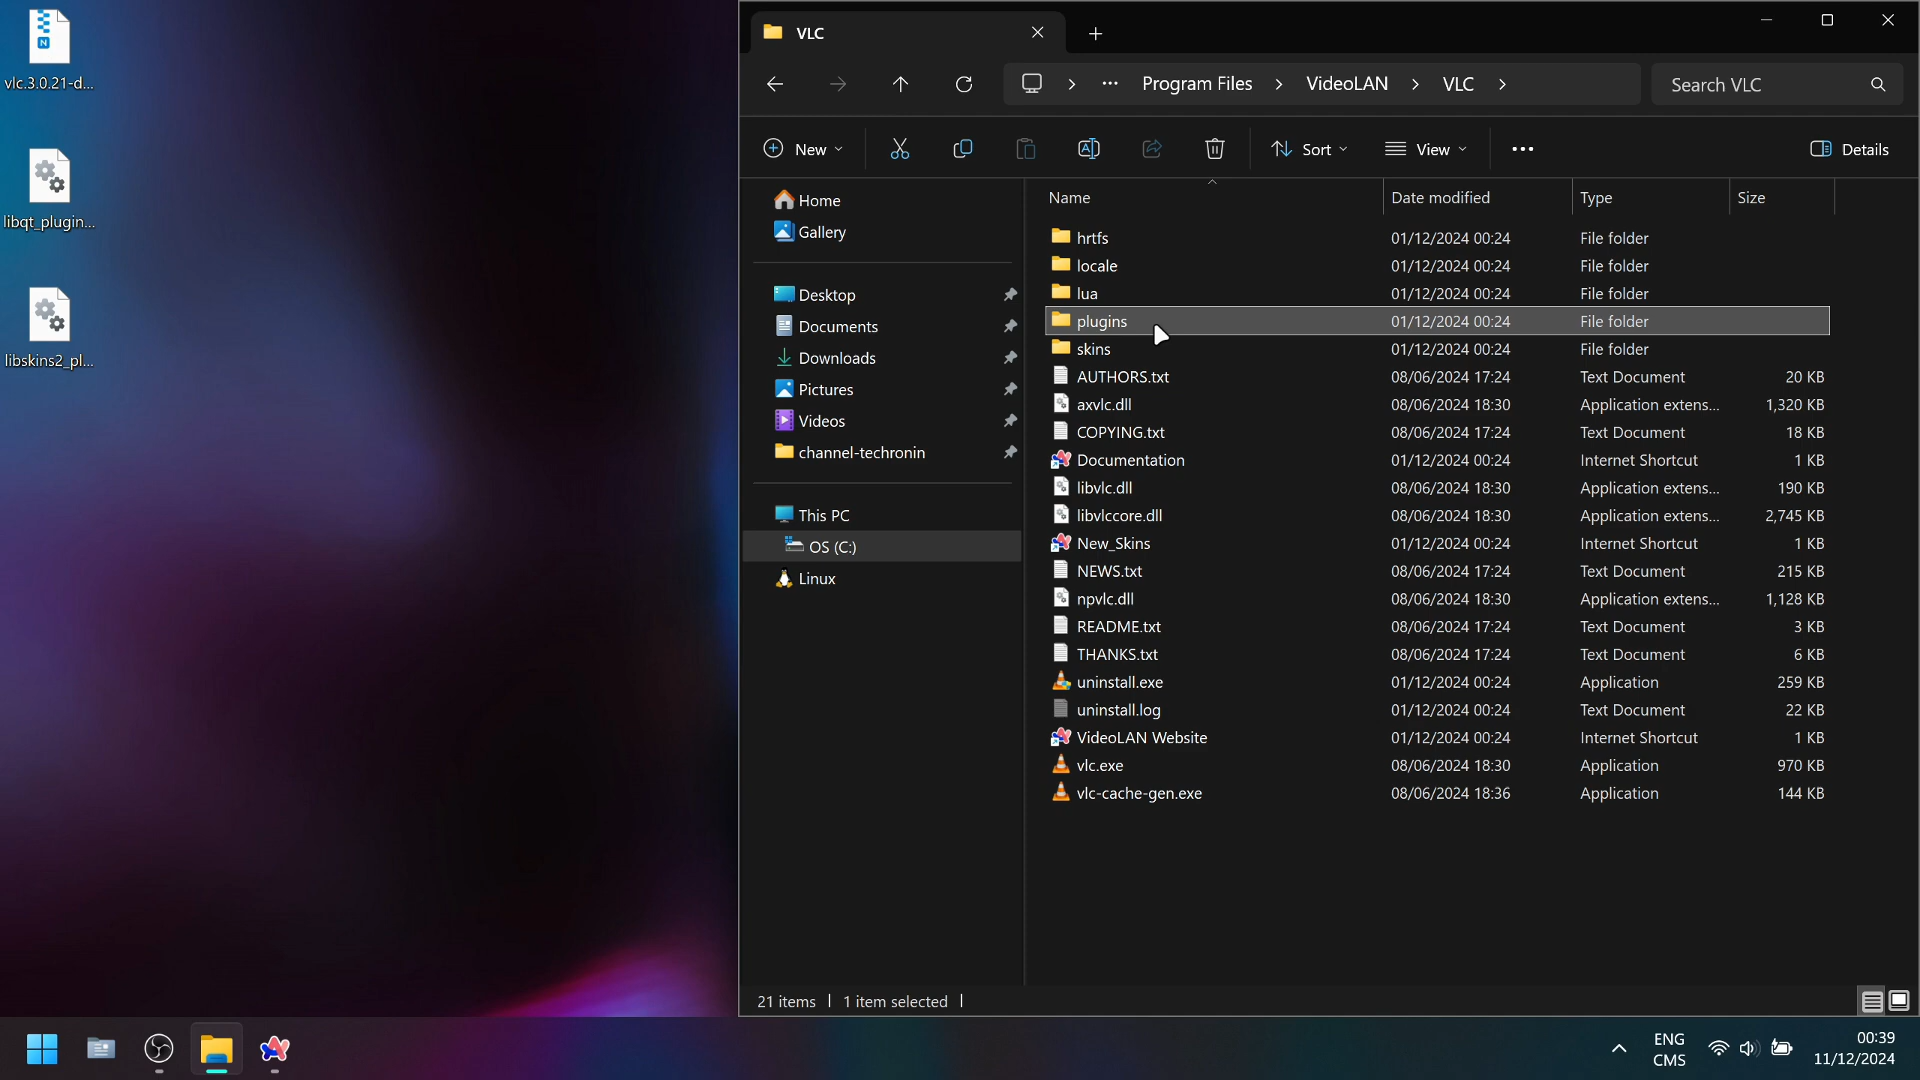 vlc.3.0.21-d...
libqt_plugin...
libskins2_pl...
VLC
Program Files
VideoLAN
VLC
Search VLC
New
Sort
View
Details
Home
Gallery
Desktop
Documents
Downloads
Pictures
Videos
channel-techronin
This PC
OS (C:)
Linux
Name Date modified Type Size
hrtfs 01/12/2024 00:24 File folder
locale 01/12/2024 00:24 File folder
lua 01/12/2024 00:24 File folder
plugins 01/12/2024 00:24 File folder
skins 01/12/2024 00:24 File folder
AUTHORS.txt 08/06/2024 17:24 Text Document 20 KB
axvlc.dll 08/06/2024 18:30 Application extens... 1,320 KB
COPYING.txt 08/06/2024 17:24 Text Document 18 KB
Documentation 01/12/2024 00:24 Internet Shortcut 1 KB
libvlc.dll 08/06/2024 18:30 Application extens... 190 KB
libvlccore.dll 08/06/2024 18:30 Application extens... 2,745 KB
New_Skins 01/12/2024 00:24 Internet Shortcut 1 KB
NEWS.txt 08/06/2024 17:24 Text Document 215 KB
npvlc.dll 08/06/2024 18:30 Application extens... 1,128 KB
README.txt 08/06/2024 17:24 Text Document 3 KB
THANKS.txt 08/06/2024 17:24 Text Document 6 KB
uninstall.exe 01/12/2024 00:24 Application 259 KB
uninstall.log 01/12/2024 00:24 Text Document 22 KB
VideoLAN Website 01/12/2024 00:24 Internet Shortcut 1 KB
vlc.exe 08/06/2024 18:30 Application 970 KB
vlc-cache-gen.exe 08/06/2024 18:36 Application 144 KB
21 items 1 item selected
ENG
CMS
00:39
11/12/2024